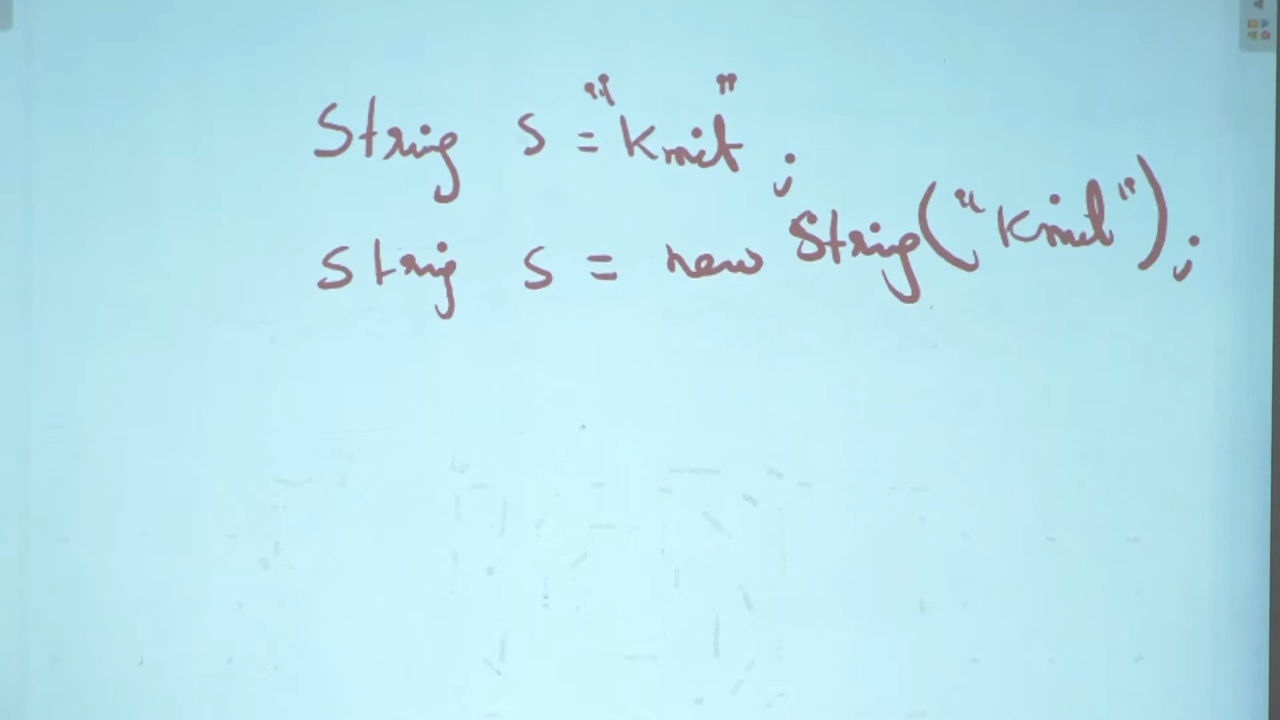 String s = "Kmit";
String s = new String("Kmit");